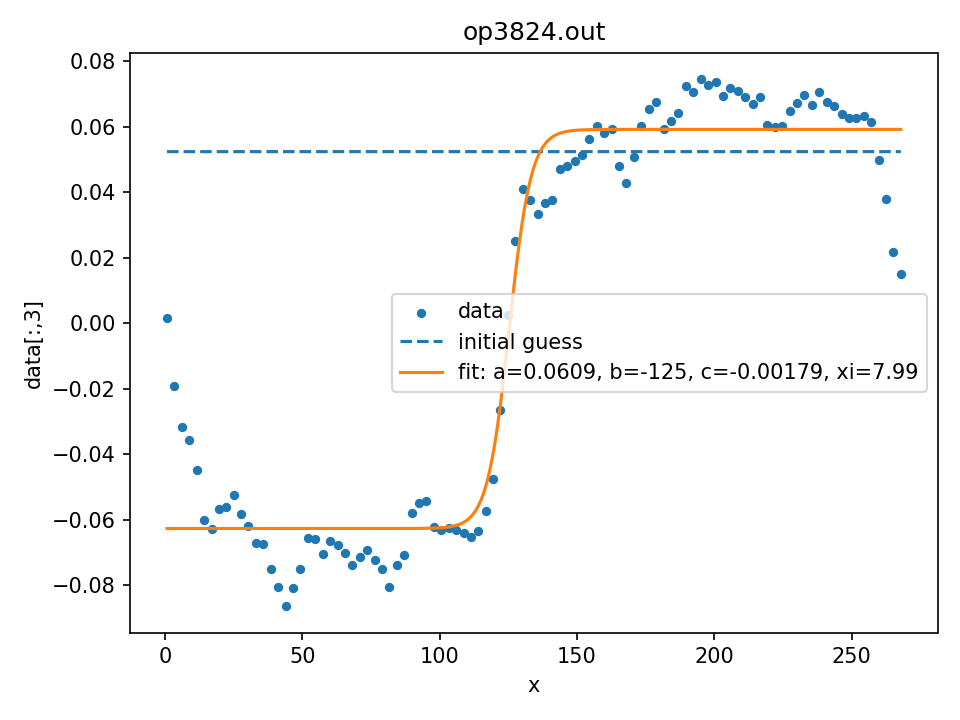 op3824.out
0.08
0.06
0.04
0.02
0.00
−0.02
−0.04
−0.06
−0.08
data[:,3]
data
initial guess
fit: a=0.0609, b=-125, c=-0.00179, xi=7.99
0 50 100 150 200 250
x